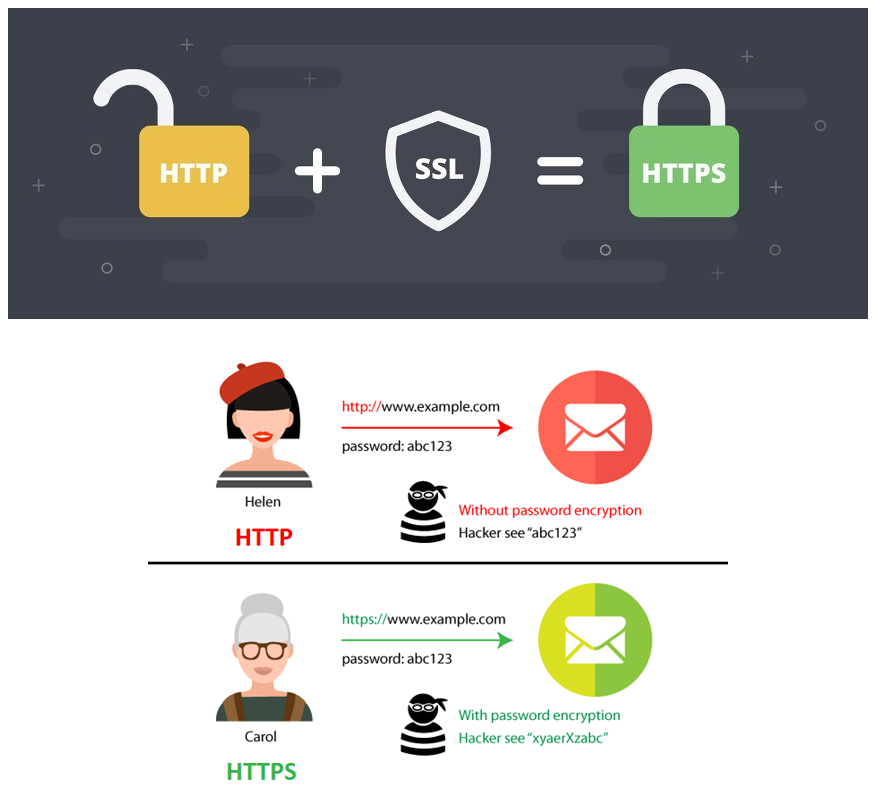 HTTP + SSL = HTTPS
http://www.example.com
password: abc123
Helen
HTTP
Without password encryption
Hacker see “abc123”
https://www.example.com
password: abc123
Carol
HTTPS
With password encryption
Hacker see “xyaerXzabc”